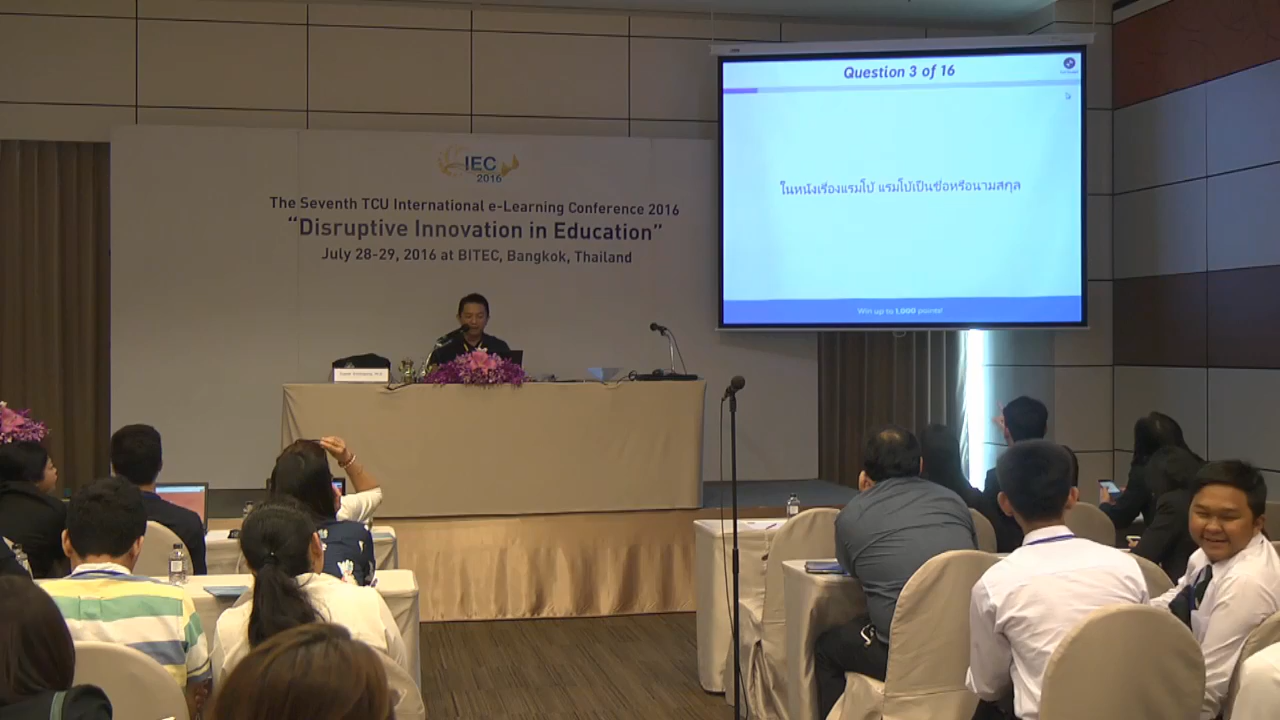 Question 3 of 16
ในหนังเรื่องแรมโบ้ แรมโบ้เป็นชื่อหรือนามสกุล
Win up to 1,000 points!
IEC
2016
The Seventh TCU International e-Learning Conference 2016
“Disruptive Innovation in Education”
July 28-29, 2016 at BITEC, Bangkok, Thailand